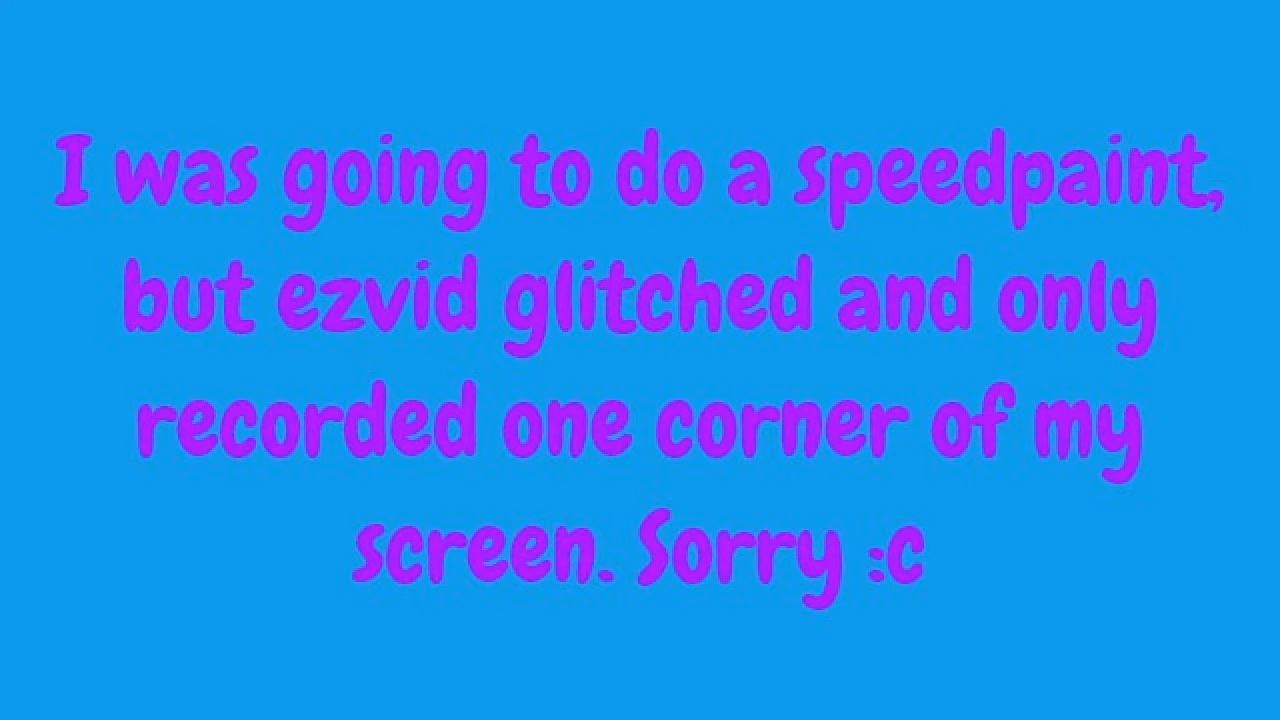 I was going to do a speedpaint,
but ezvid glitched and only
recorded one corner of my
screen. Sorry :c